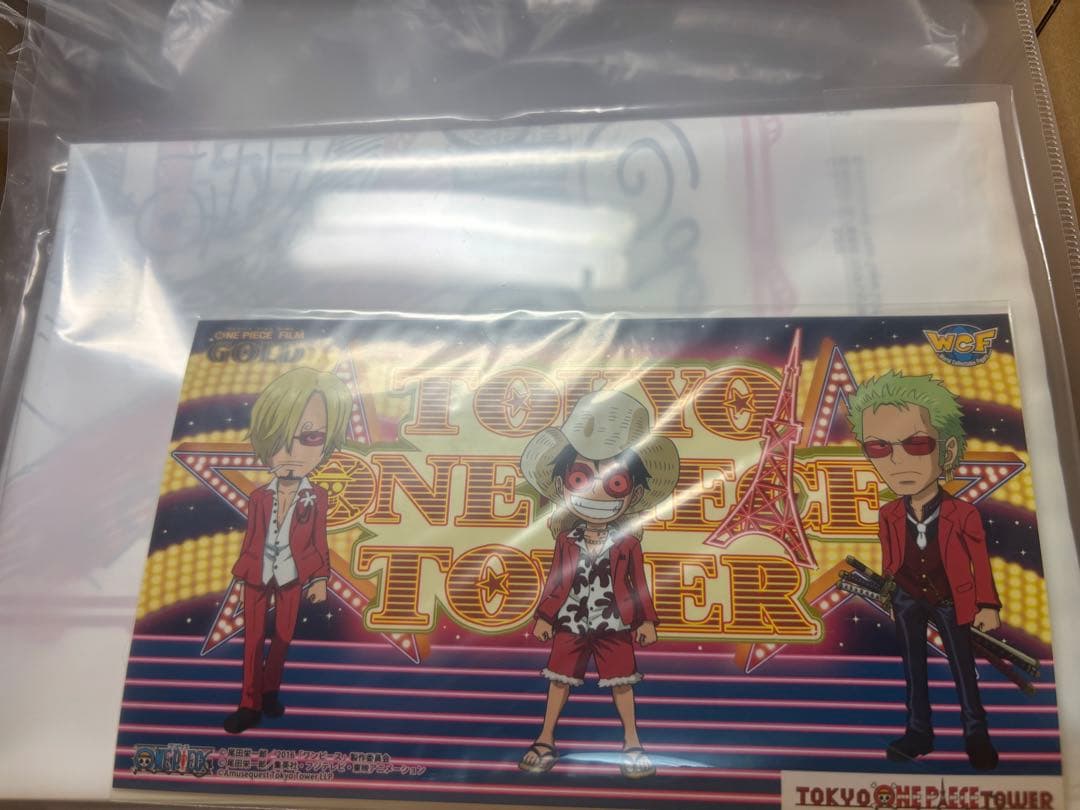 ONE PIECE FILM
GOLD
WCF
TOKYO
ONE PIECE
TOWER
ONE PIECE
©尾田栄一郎/2016「ワンピース」製作委員会
©尾田栄一郎/集英社・フジテレビ・東映アニメーション
©Amusequest Tokyo Tower LLP
TOKYO ONE PIECE TOWER